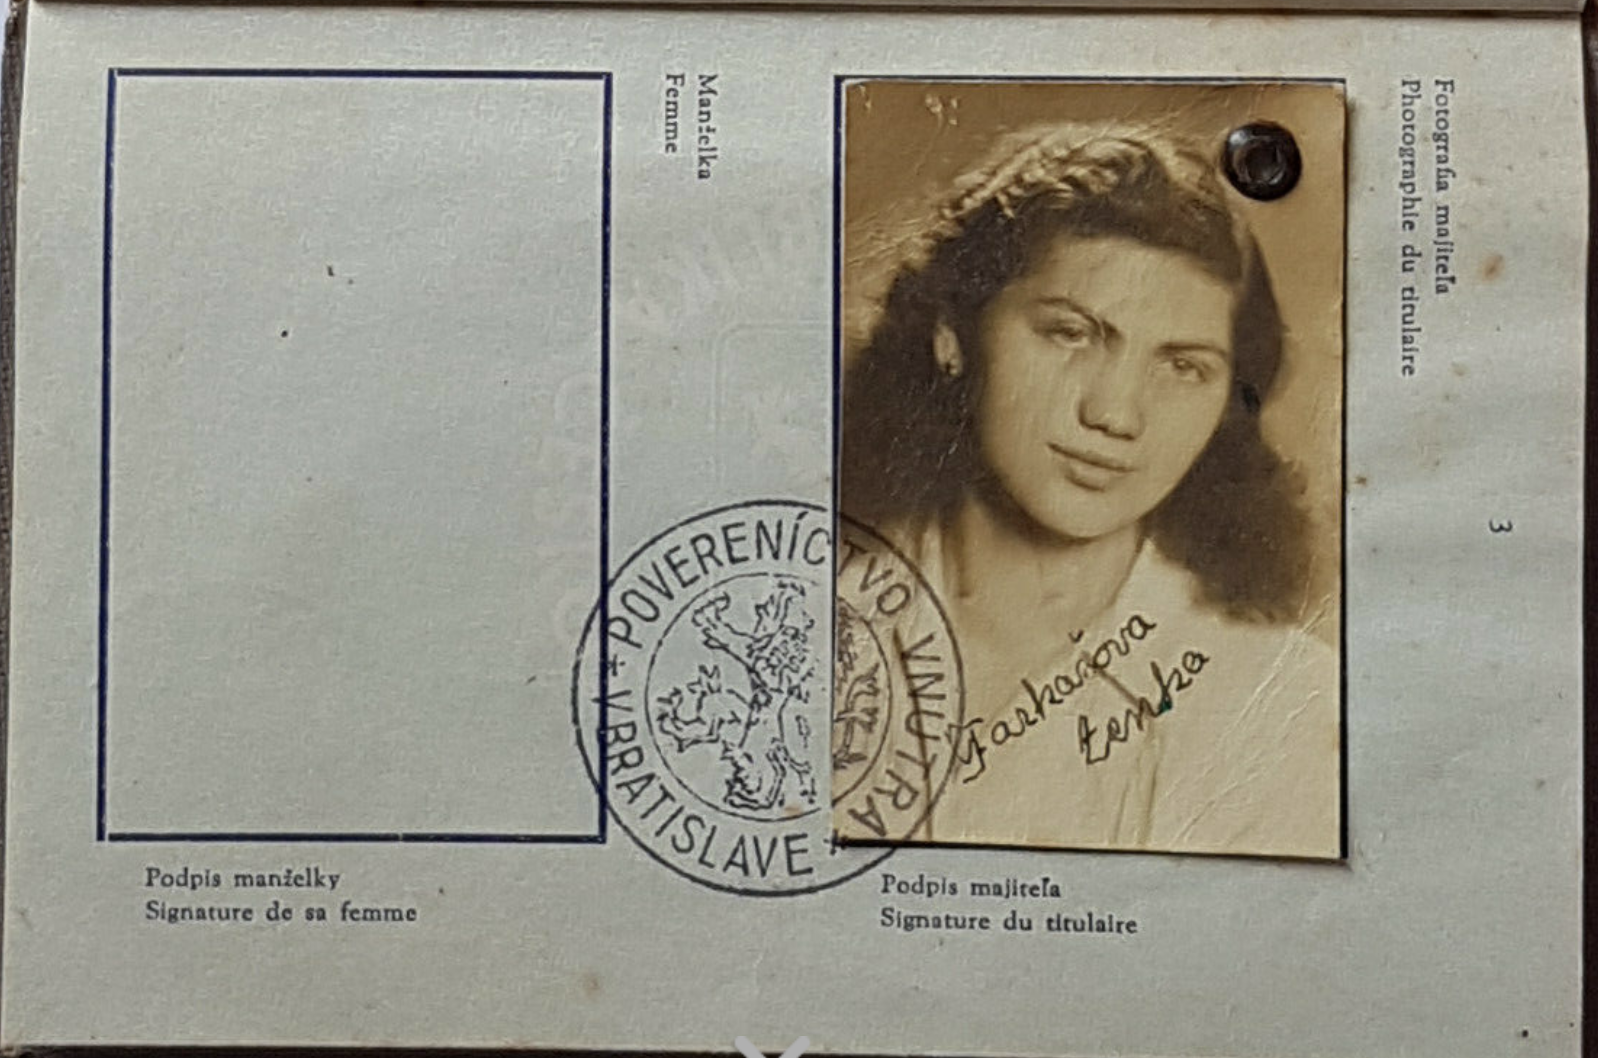 Manželka
Femme
Fotografia majiteľa
Photographie du titulaire
3
POVERENÍCTVO VNÚTRA
V BRATISLAVE
Farkašova
Lenka
Podpis manželky
Signature de sa femme
Podpis majiteľa
Signature du titulaire